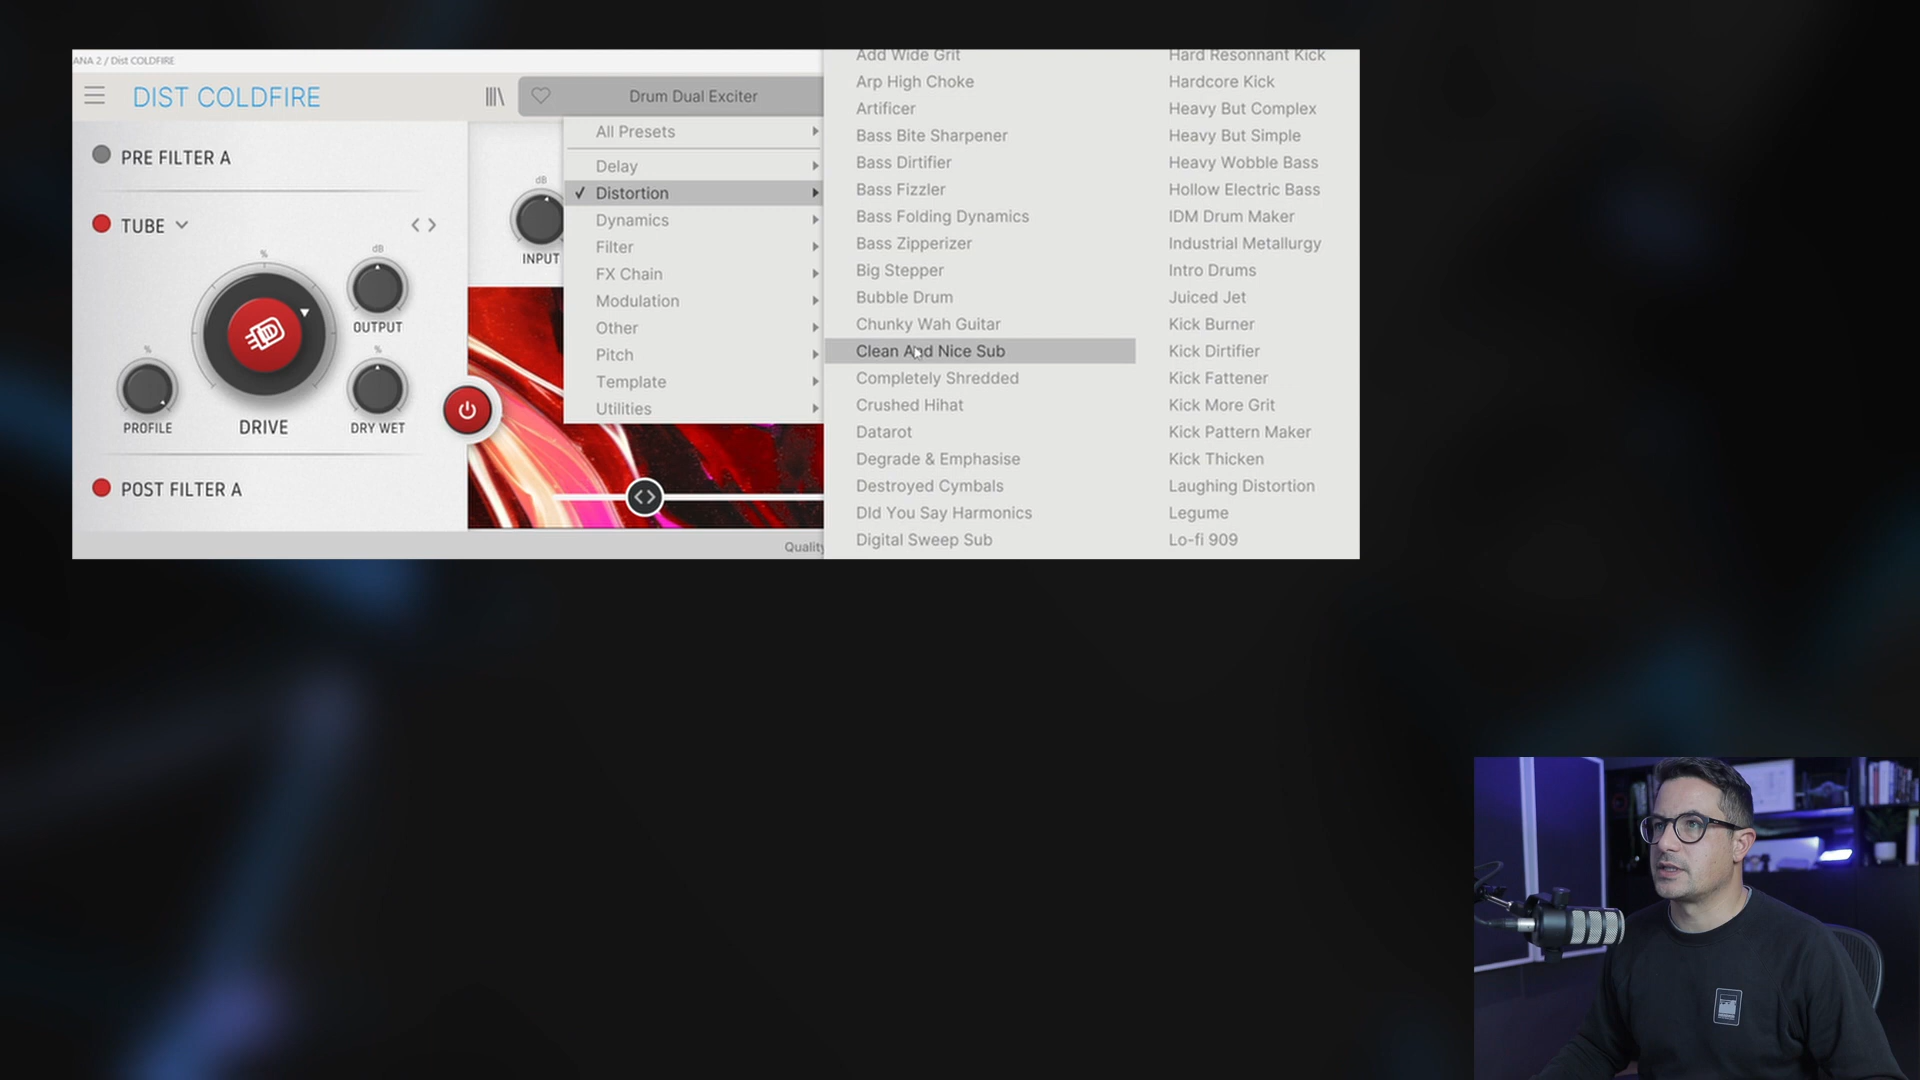 ANA 2 / Dist COLDFIRE
DIST COLDFIRE
Drum Dual Exciter
PRE FILTER A
TUBE
%
dB
OUTPUT
%
%
PROFILE
DRIVE
DRY WET
POST FILTER A
dB
INPUT
All Presets
Delay
✓ Distortion
Dynamics
Filter
FX Chain
Modulation
Other
Pitch
Template
Utilities
Quality
Add Wide Grit
Arp High Choke
Artificer
Bass Bite Sharpener
Bass Dirtifier
Bass Fizzler
Bass Folding Dynamics
Bass Zipperizer
Big Stepper
Bubble Drum
Chunky Wah Guitar
Clean And Nice Sub
Completely Shredded
Crushed Hihat
Datarot
Degrade & Emphasise
Destroyed Cymbals
DId You Say Harmonics
Digital Sweep Sub
Hard Resonnant Kick
Hardcore Kick
Heavy But Complex
Heavy But Simple
Heavy Wobble Bass
Hollow Electric Bass
IDM Drum Maker
Industrial Metallurgy
Intro Drums
Juiced Jet
Kick Burner
Kick Dirtifier
Kick Fattener
Kick More Grit
Kick Pattern Maker
Kick Thicken
Laughing Distortion
Legume
Lo-fi 909